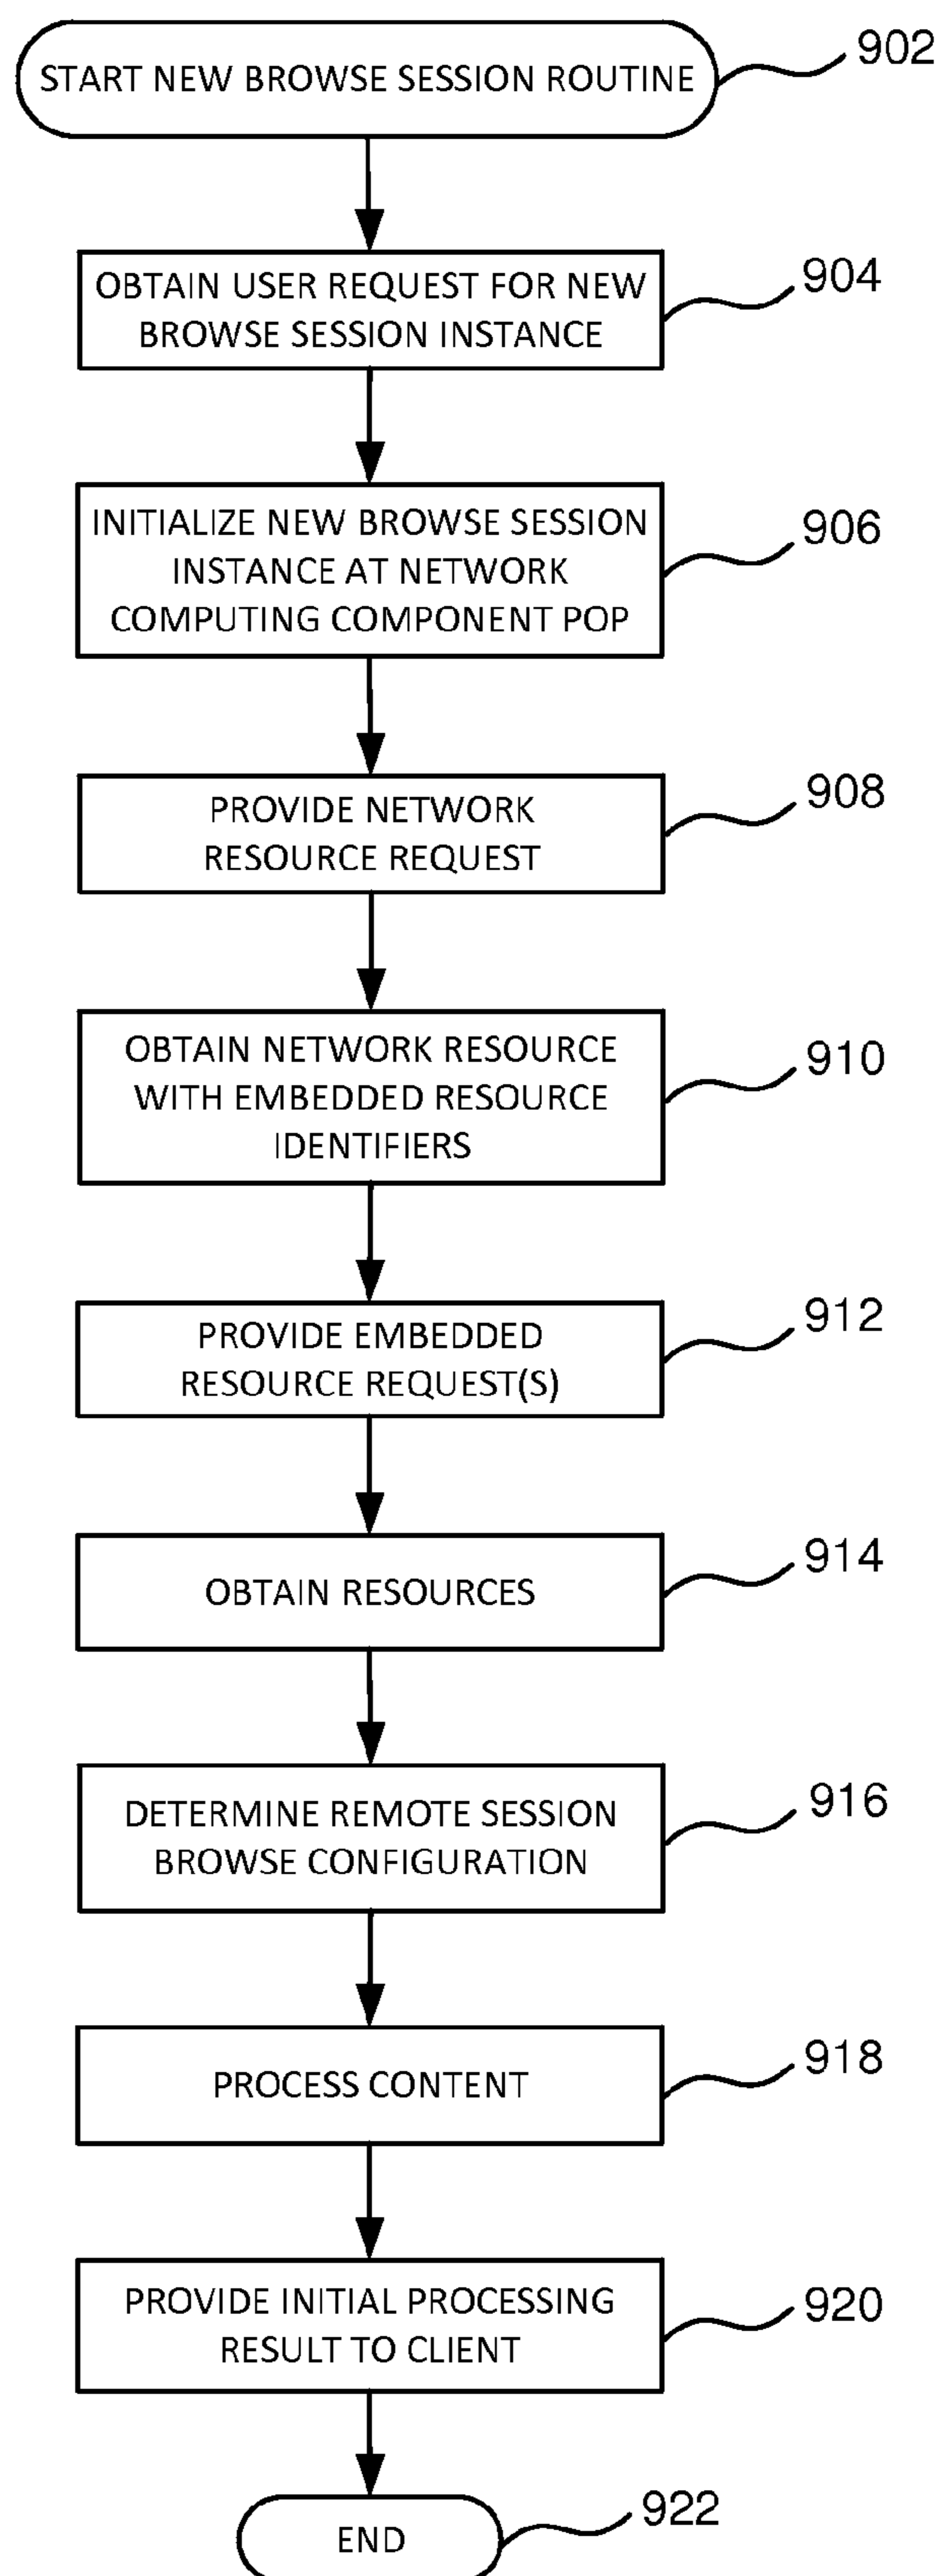 START NEW BROWSE SESSION ROUTINE
902
OBTAIN USER REQUEST FOR NEW
BROWSE SESSION INSTANCE
904
INITIALIZE NEW BROWSE SESSION
INSTANCE AT NETWORK
COMPUTING COMPONENT POP
906
PROVIDE NETWORK
RESOURCE REQUEST
908
OBTAIN NETWORK RESOURCE
WITH EMBEDDED RESOURCE
IDENTIFIERS
910
PROVIDE EMBEDDED
RESOURCE REQUEST(S)
912
OBTAIN RESOURCES
914
DETERMINE REMOTE SESSION
BROWSE CONFIGURATION
916
PROCESS CONTENT
918
PROVIDE INITIAL PROCESSING
RESULT TO CLIENT
920
END
922